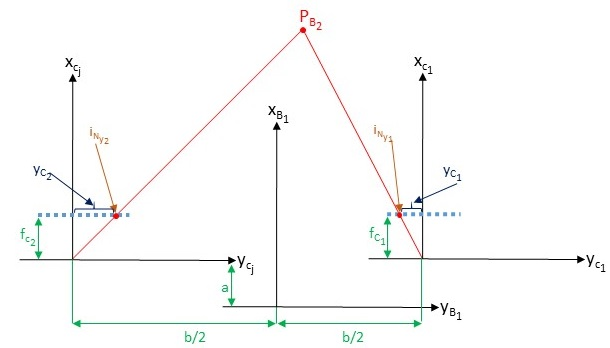 P_B₂
x_cⱼ
x_c₁
x_B₁
i_Ny₂
i_Ny₁
y_C₂
y_C₁
f_c₂
f_C₁
y_cⱼ
y_c₁
a
y_B₁
b/2
b/2